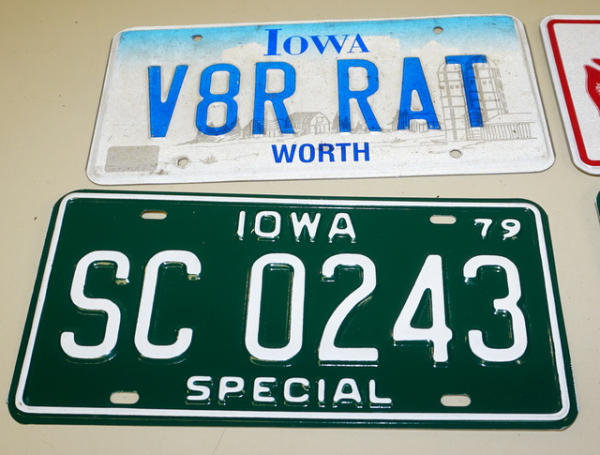 IOWA
V8R RAT
WORTH
IOWA 79
SC 0243
SPECIAL